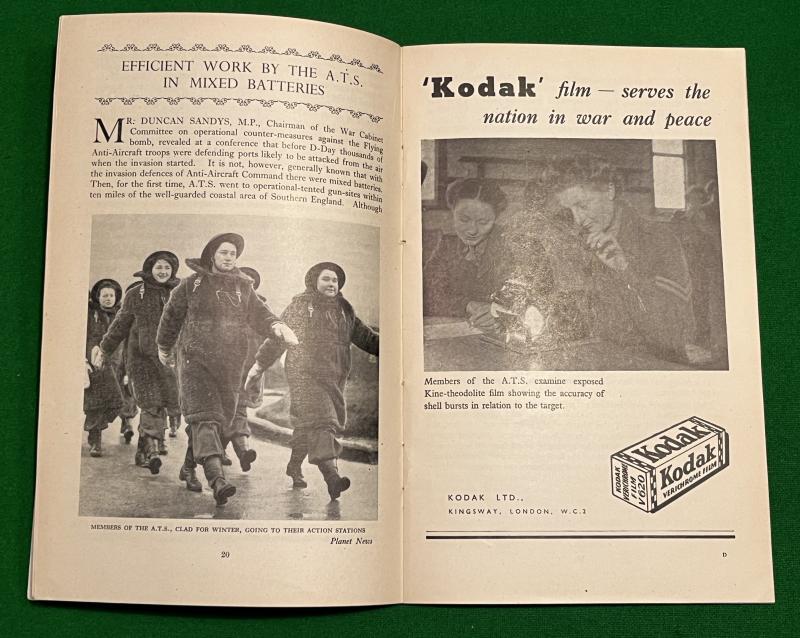 EFFICIENT WORK BY THE A.T.S.
IN MIXED BATTERIES
MR. DUNCAN SANDYS, M.P., Chairman of the War Cabinet
Committee on operational counter-measures against the Flying
bomb, revealed at a conference that before D-Day thousands of
Anti-Aircraft troops were defending ports likely to be attacked from the air
when the invasion started. It is not, however, generally known that with
the invasion defences of Anti-Aircraft Command there were mixed batteries.
Then, for the first time, A.T.S. went to operational-tented gun-sites within
ten miles of the well-guarded coastal area of Southern England. Although
MEMBERS OF THE A.T.S., CLAD FOR WINTER, GOING TO THEIR ACTION STATIONS
Planet News
20
'Kodak' film — serves the
nation in war and peace
Members of the A.T.S. examine exposed
Kine-theodolite film showing the accuracy of
shell bursts in relation to the target.
Kodak
Kodak
VERICHROME FILM
KODAK
VERICHROME
FILM
V620
KODAK LTD.,
KINGSWAY, LONDON, W.C.2
D